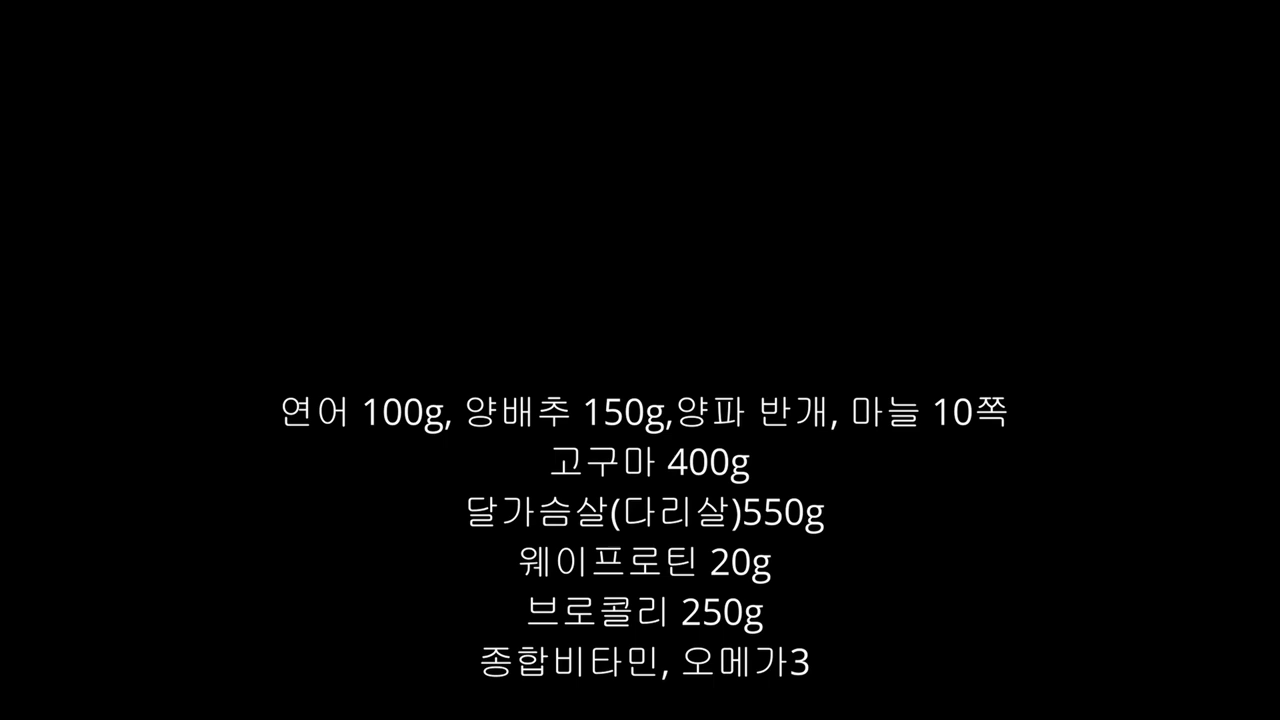 연어 100g, 양배추 150g,양파 반개, 마늘 10쪽
고구마 400g
달가슴살(다리살)550g
웨이프로틴 20g
브로콜리 250g
종합비타민, 오메가3